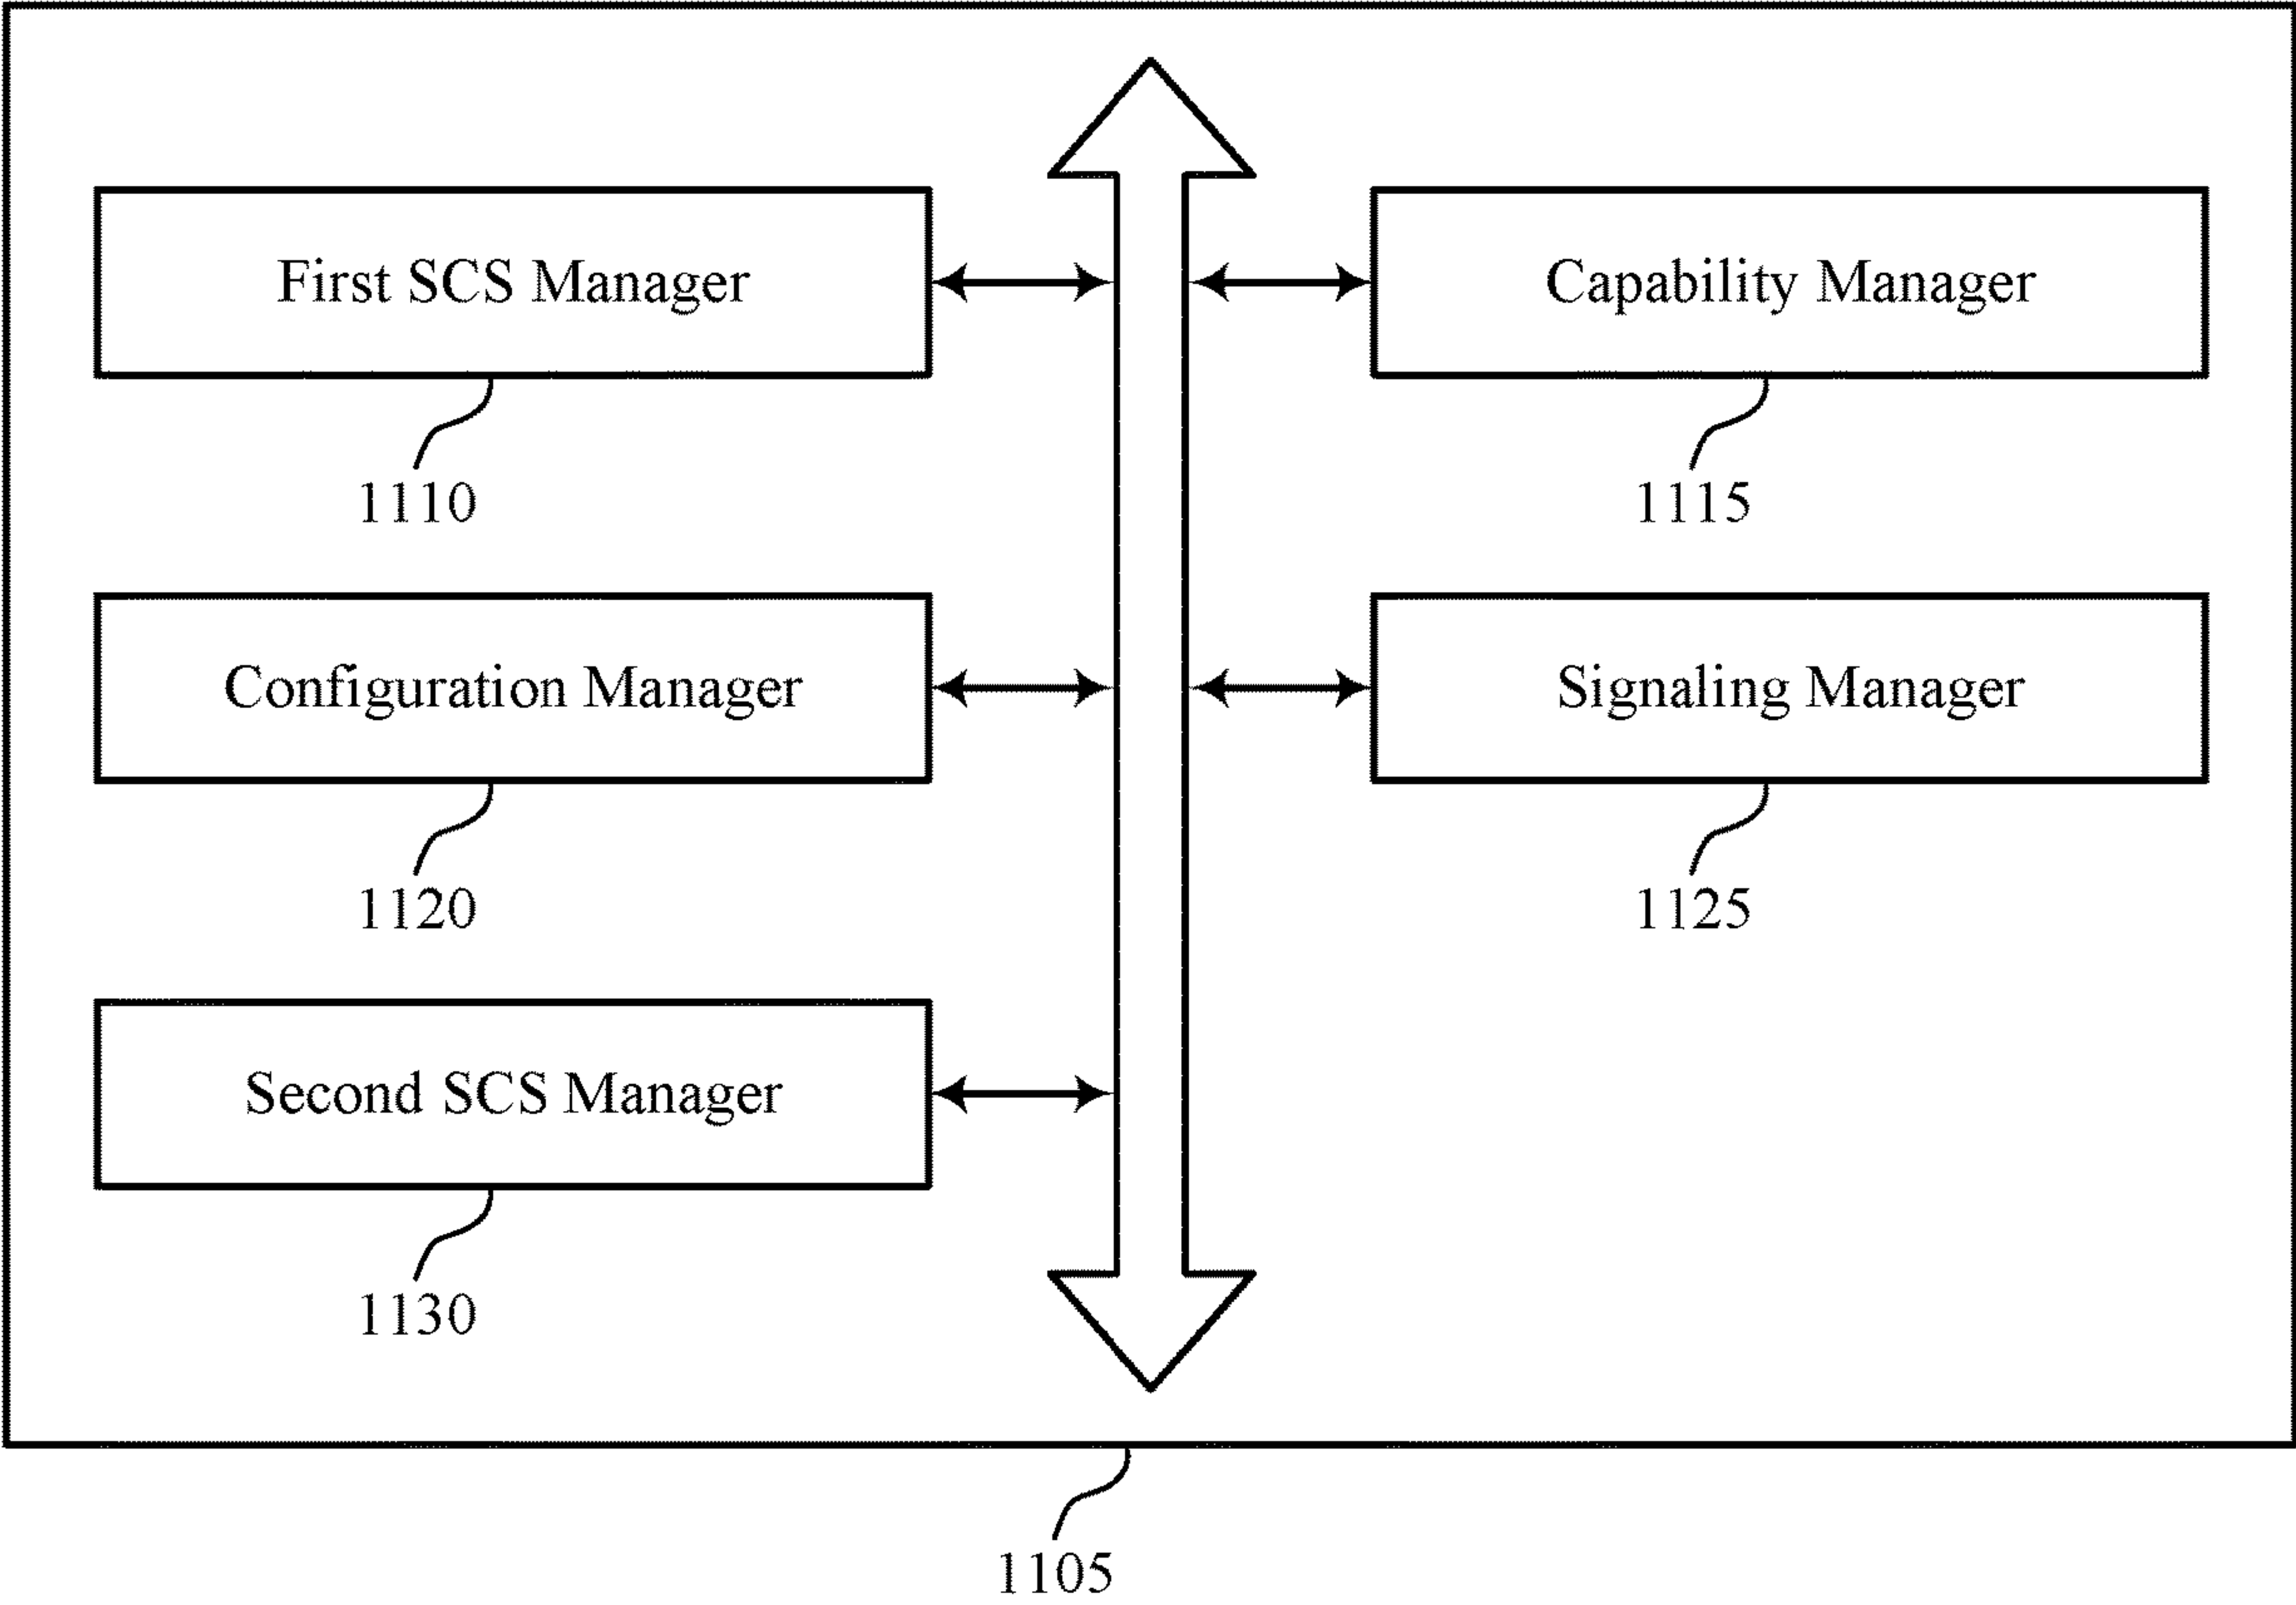 First SCS Manager
Capability Manager
1110
1115
Configuration Manager
Signaling Manager
1120
1125
Second SCS Manager
1130
1105